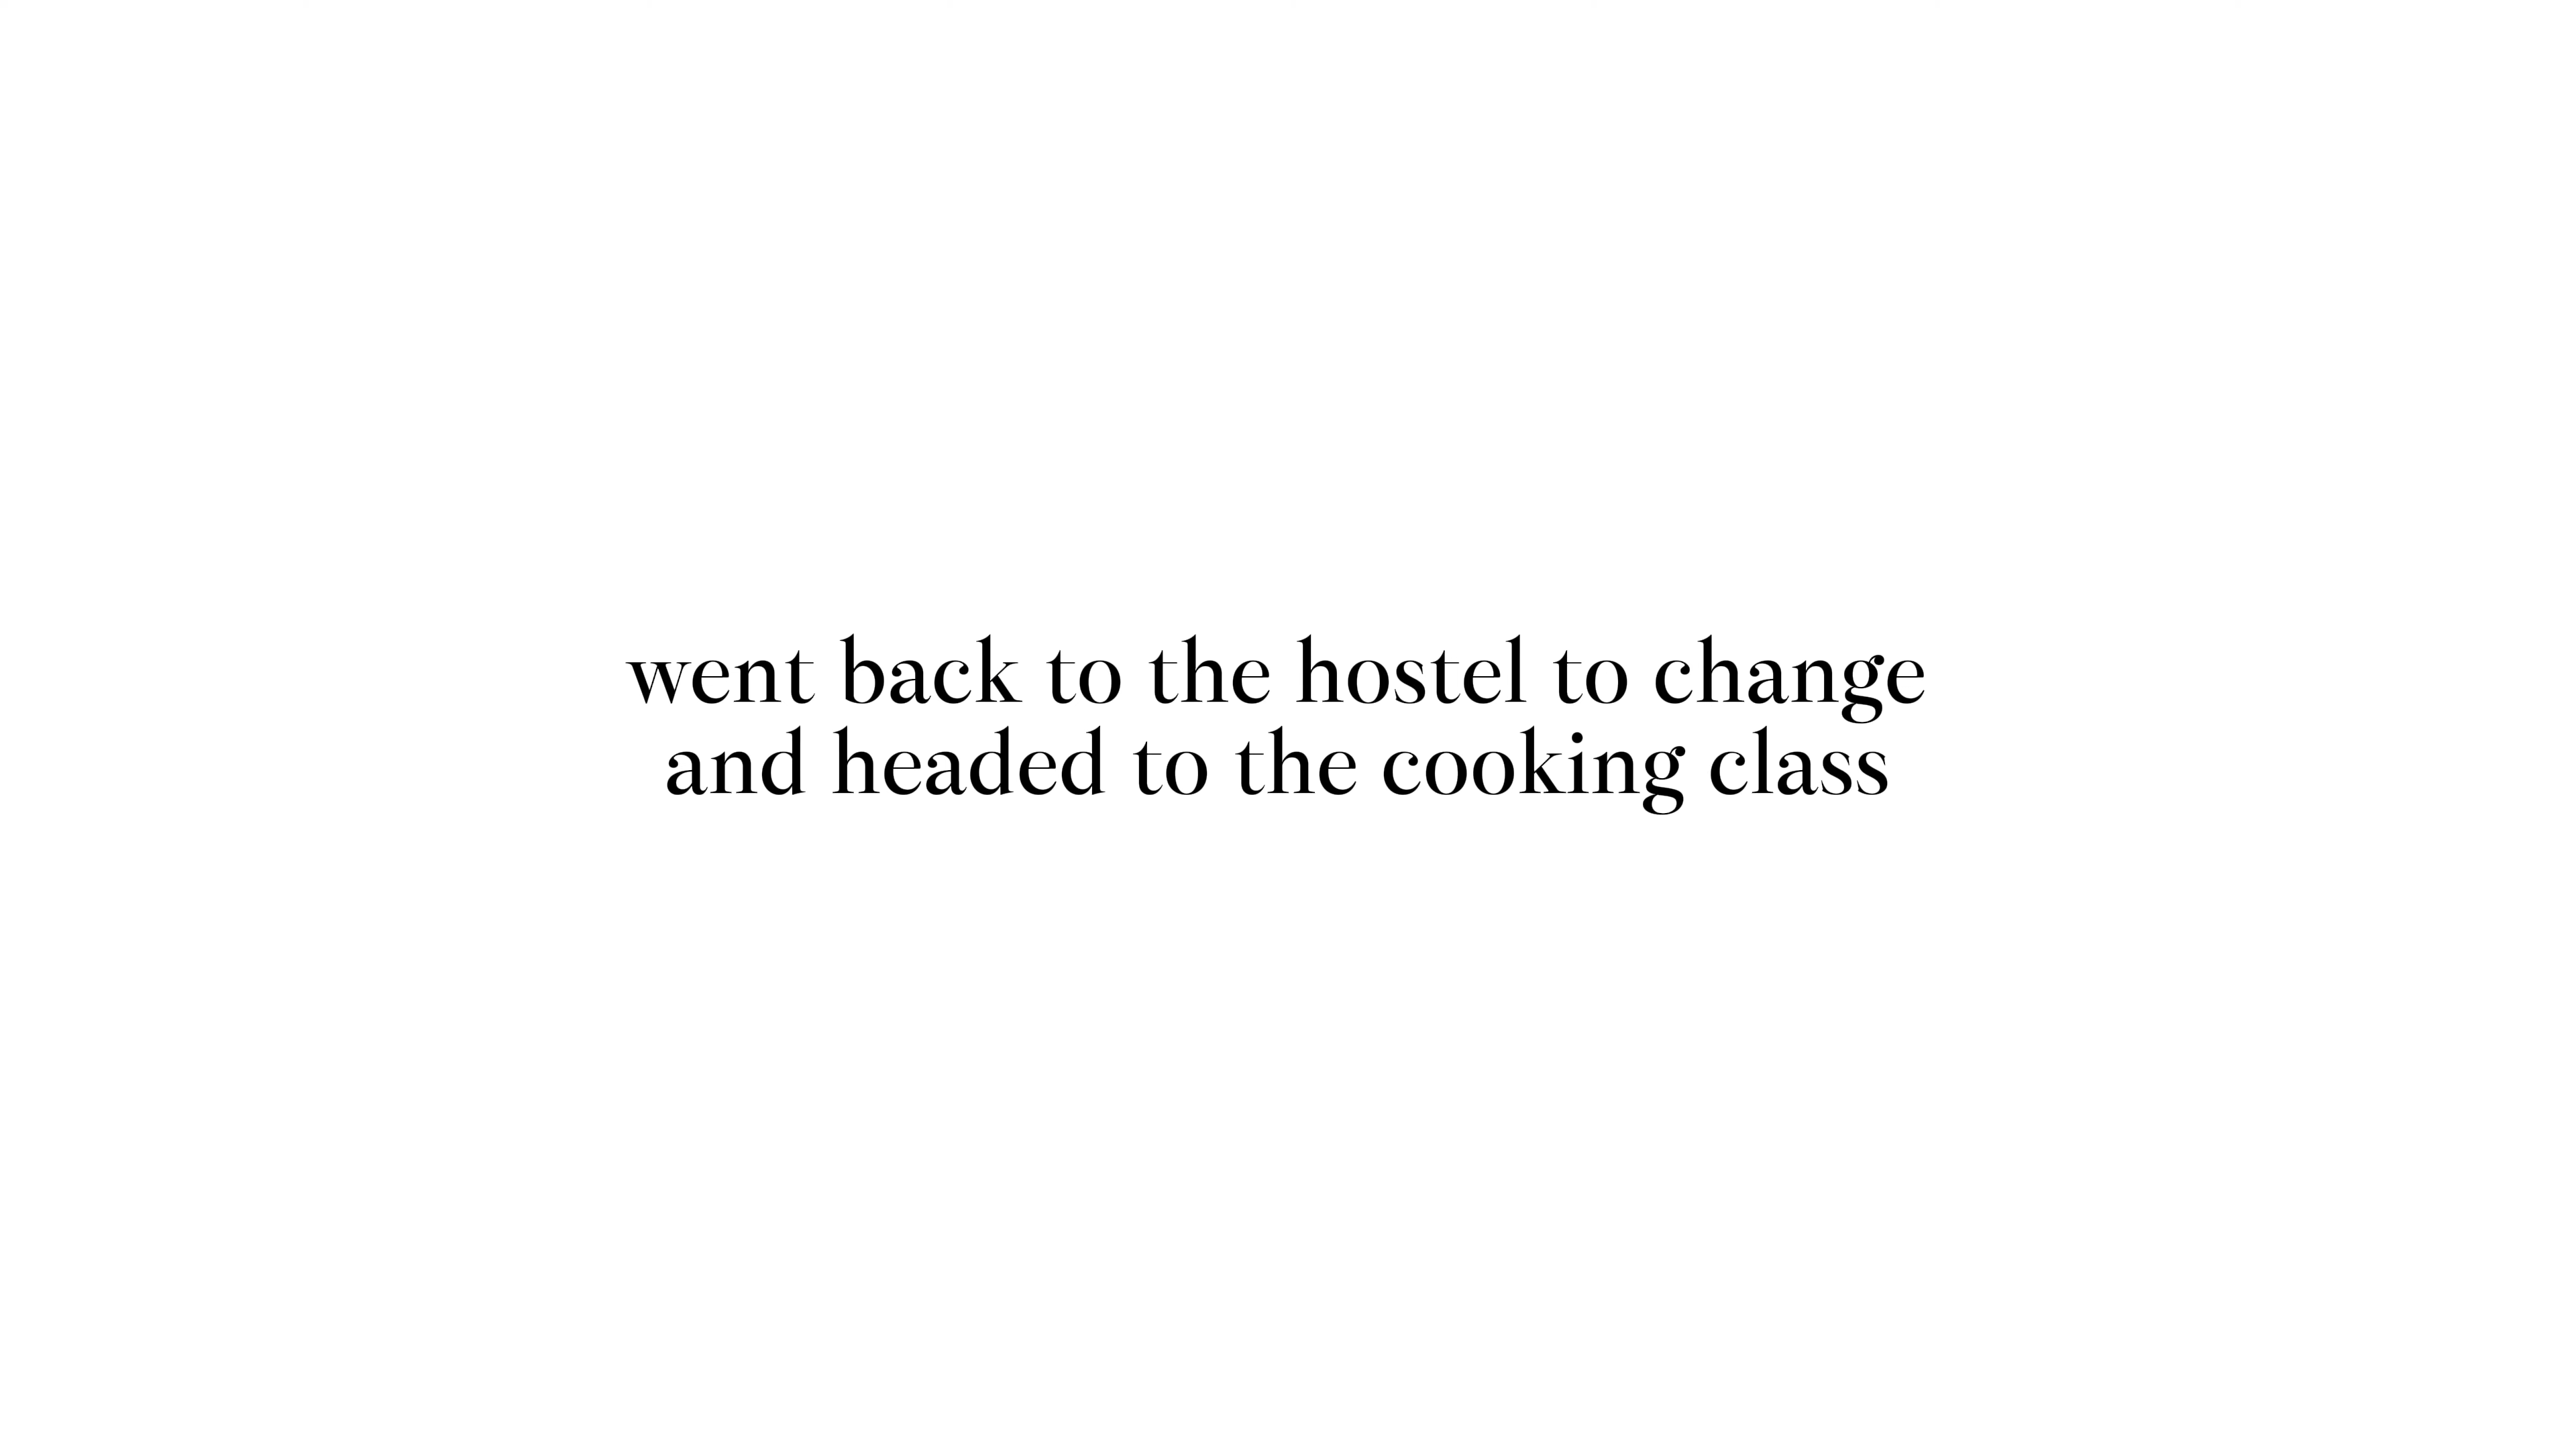 went back to the hostel to change
and headed to the cooking class